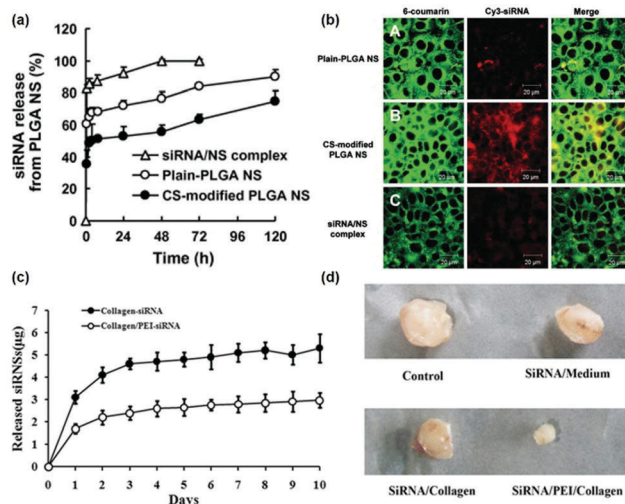 (a)
siRNA release
from PLGA NS (%)
120
100
80
60
40
20
0
siRNA/NS complex
Plain-PLGA NS
CS-modified PLGA NS
0
24
48
72
96
120
Time (h)
(b)
6-coumarin
Cy3-siRNA
Merge
Plain-PLGA NS
A
20 μm
20 μm
20 μm
CS-modified
PLGA NS
B
20 μm
20 μm
20 μm
siRNA/NS
complex
C
20 μm
20 μm
20 μm
(c)
Released siRNSs(μg)
7
6
5
4
3
2
1
0
Collagen-siRNA
Collagen/PEI-siRNA
0 1 2 3 4 5 6 7 8 9 10
Days
(d)
Control
SiRNA/Medium
SiRNA/Collagen
SiRNA/PEI/Collagen